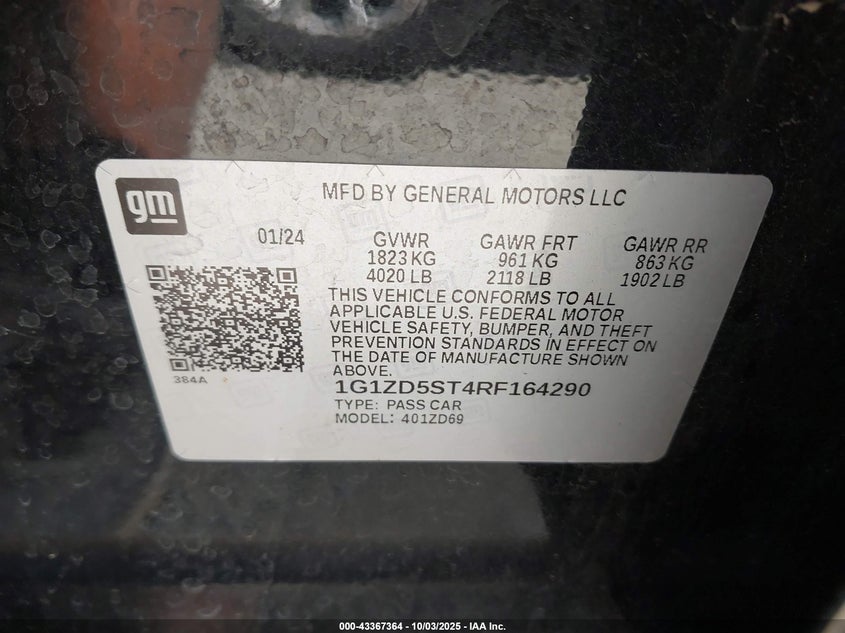 gm
MFD BY GENERAL MOTORS LLC
01/24 GVWR GAWR FRT GAWR RR
1823 KG 961 KG 863 KG
4020 LB 2118 LB 1902 LB
THIS VEHICLE CONFORMS TO ALL
APPLICABLE U.S. FEDERAL MOTOR
VEHICLE SAFETY, BUMPER, AND THEFT
PREVENTION STANDARDS IN EFFECT ON
THE DATE OF MANUFACTURE SHOWN
ABOVE.
384A
1G1ZD5ST4RF164290
TYPE: PASS CAR
MODEL: 401ZD69
000-43367364 - 10/03/2025 - IAA Inc.